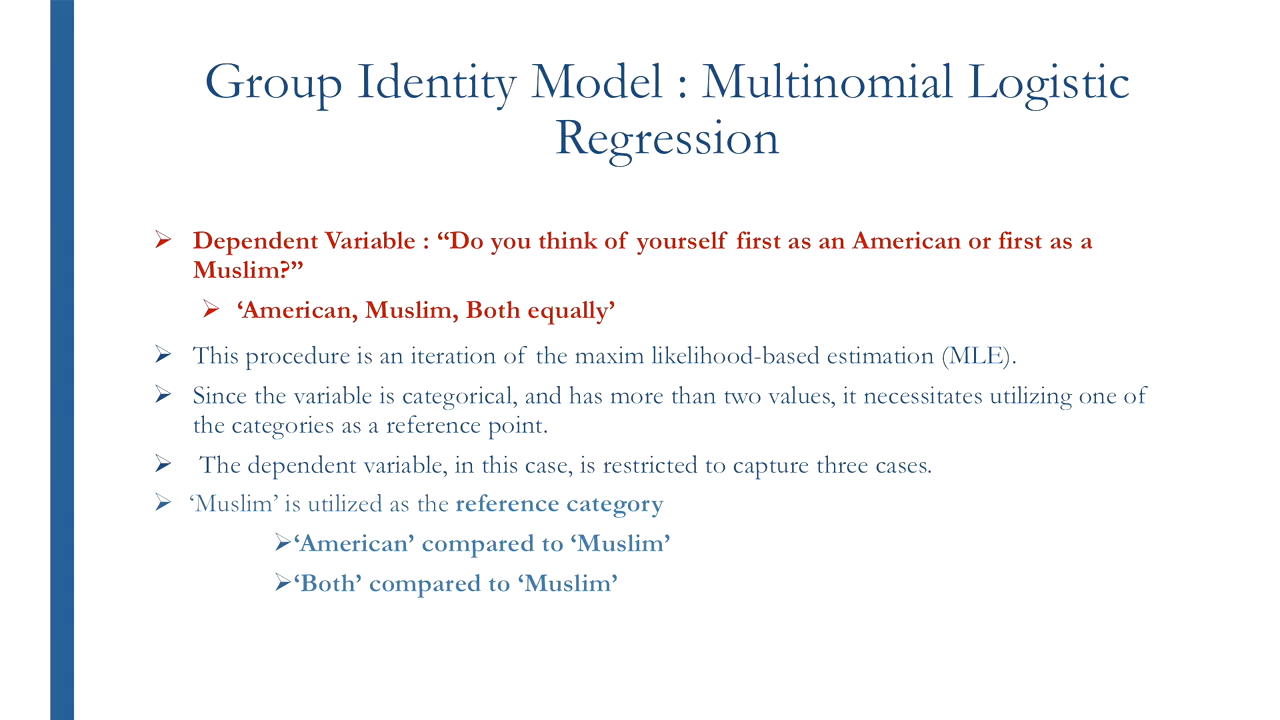 Group Identity Model : Multinomial Logistic
Regression
➢ Dependent Variable : “Do you think of yourself first as an American or first as a
Muslim?”
➢ ‘American, Muslim, Both equally’
➢ This procedure is an iteration of the maxim likelihood-based estimation (MLE).
➢ Since the variable is categorical, and has more than two values, it necessitates utilizing one of
the categories as a reference point.
➢ The dependent variable, in this case, is restricted to capture three cases.
➢ ‘Muslim’ is utilized as the reference category
➢‘American’ compared to ‘Muslim’
➢‘Both’ compared to ‘Muslim’